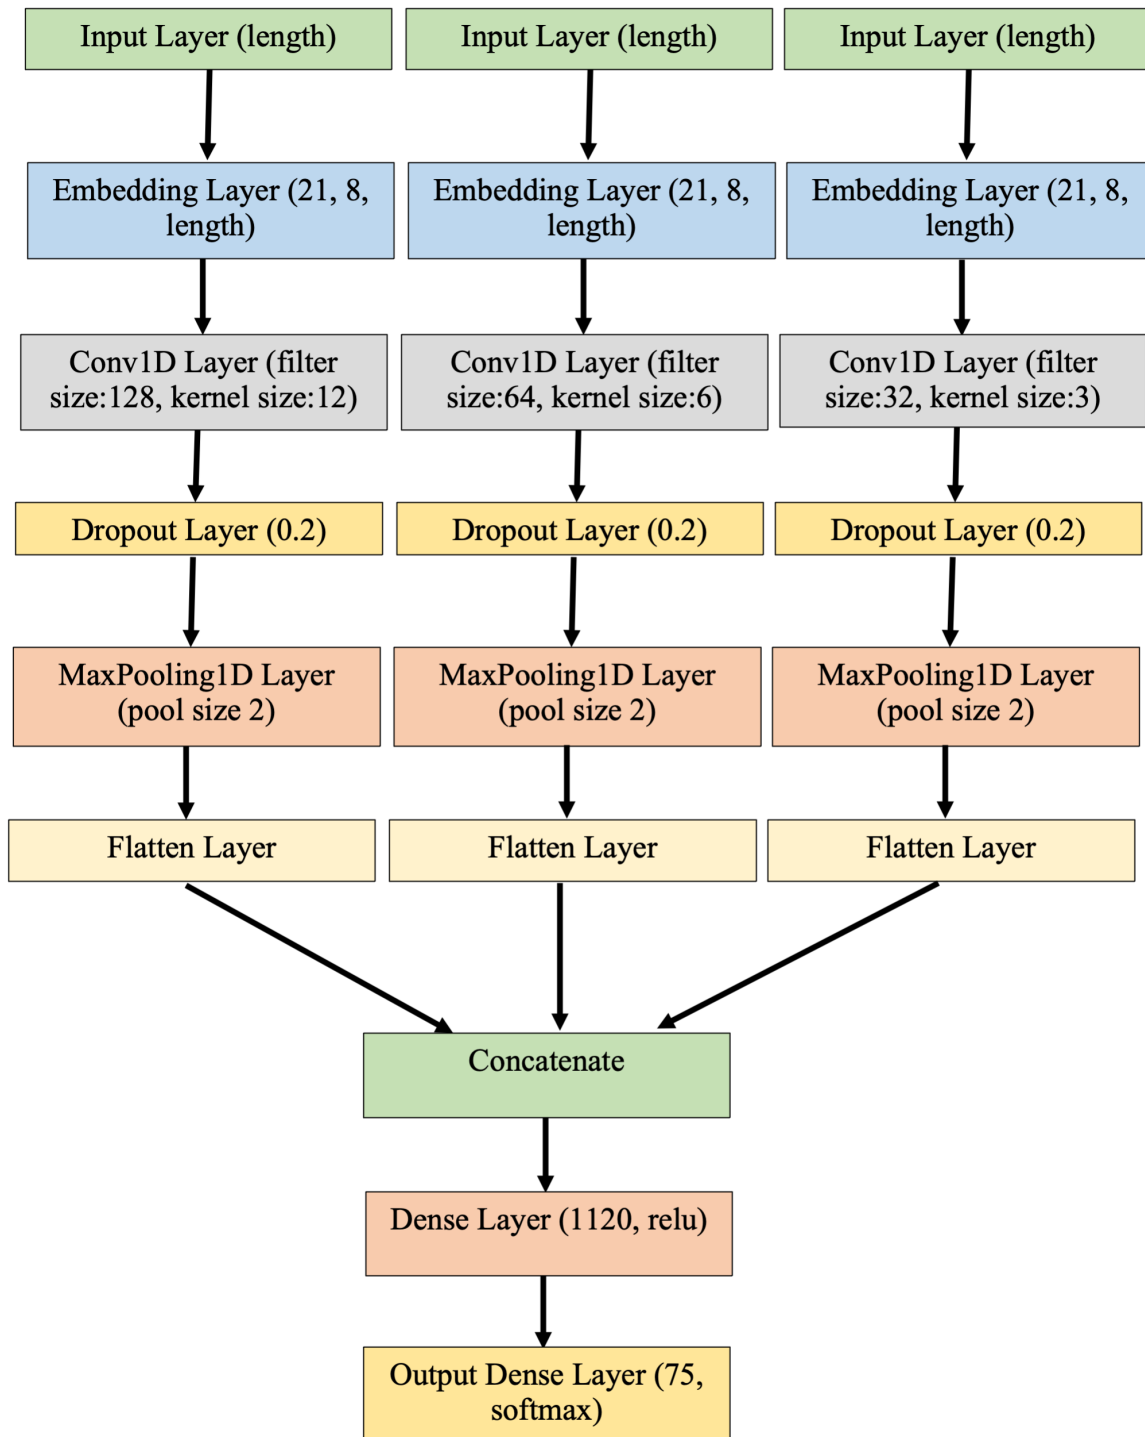 Input Layer (length)
Input Layer (length)
Input Layer (length)
Embedding Layer (21, 8,
length)
Embedding Layer (21, 8,
length)
Embedding Layer (21, 8,
length)
Conv1D Layer (filter
size:128, kernel size:12)
Conv1D Layer (filter
size:64, kernel size:6)
Conv1D Layer (filter
size:32, kernel size:3)
Dropout Layer (0.2)
Dropout Layer (0.2)
Dropout Layer (0.2)
MaxPooling1D Layer
(pool size 2)
MaxPooling1D Layer
(pool size 2)
MaxPooling1D Layer
(pool size 2)
Flatten Layer
Flatten Layer
Flatten Layer
Concatenate
Dense Layer (1120, relu)
Output Dense Layer (75,
softmax)